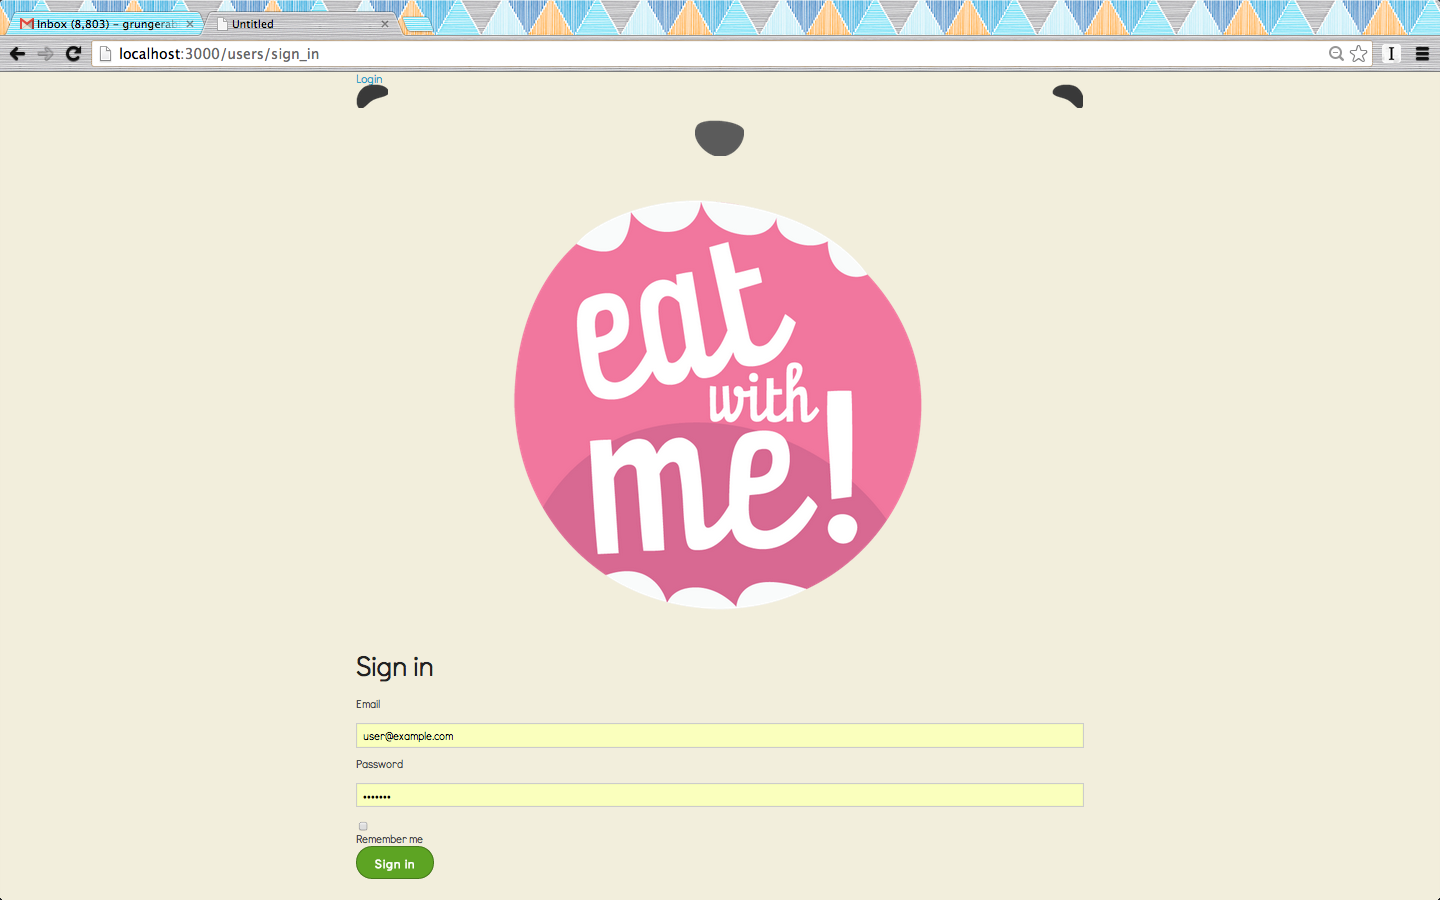 Inbox (8,803) – grungerab
Untitled
localhost:3000/users/sign_in
Login
eat
with
me!
Sign in
Email
user@example.com
Password
•••••••
Remember me
Sign In